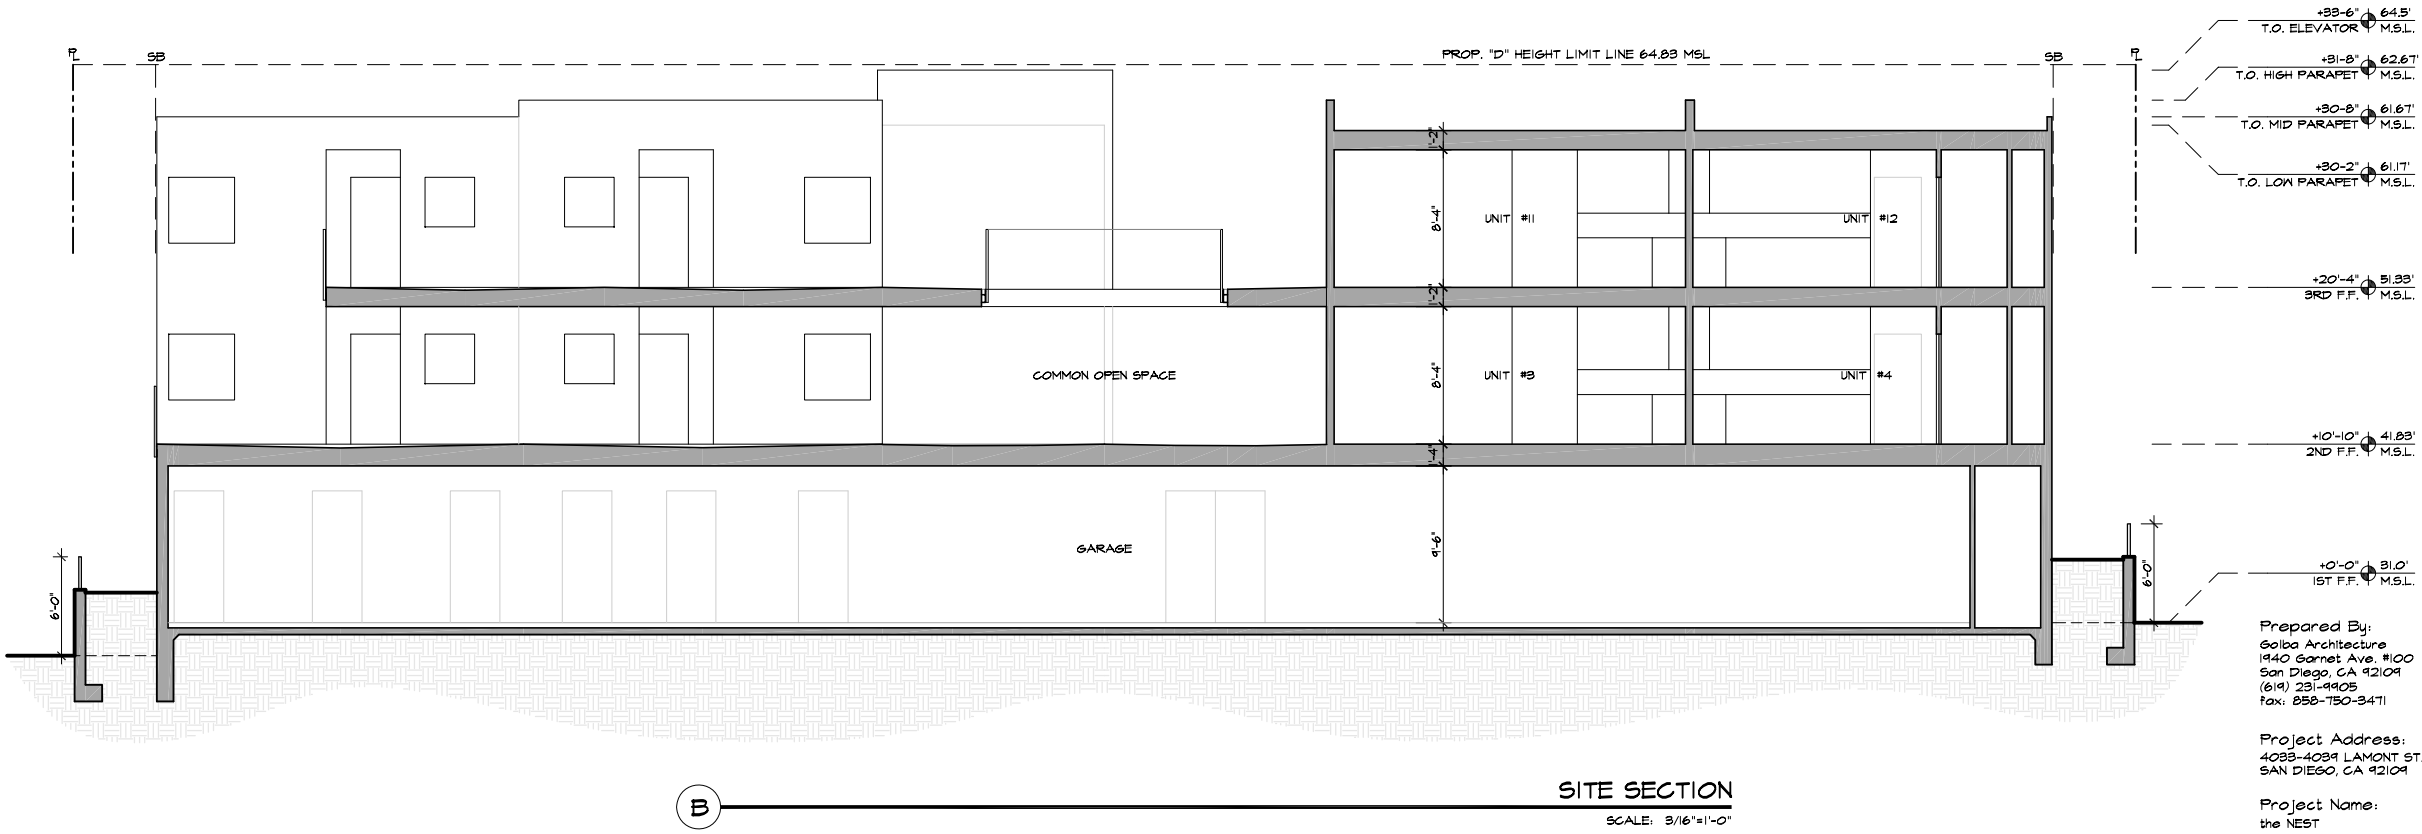 +33-6" 64.5'
T.O. ELEVATOR M.S.L.
PL SB PROP. "D" HEIGHT LIMIT LINE 64.83 MSL SB PL
+31-8" 62.67'
T.O. HIGH PARAPET M.S.L.
+30-8" 61.67'
T.O. MID PARAPET M.S.L.
1'-2"
+30-2" 61.17'
T.O. LOW PARAPET M.S.L.
8'-4"
UNIT #11 UNIT #12
+20'-4" 51.33'
3RD F.F. M.S.L.
1'-2"
COMMON OPEN SPACE
8'-4"
UNIT #3 UNIT #4
+10'-10" 41.83'
2ND F.F. M.S.L.
1'-4"
GARAGE
9'-6"
+0'-0" 31.0'
1ST F.F. M.S.L.
6'-0"
6'-0"
Prepared By:
Golba Architecture
1940 Garnet Ave. #100
San Diego, CA 92109
(619) 231-9905
fax: 858-750-3471
Project Address:
4033-4039 LAMONT ST.
SAN DIEGO, CA 92109
Project Name:
the NEST
B
SITE SECTION
SCALE: 3/16"=1'-0"